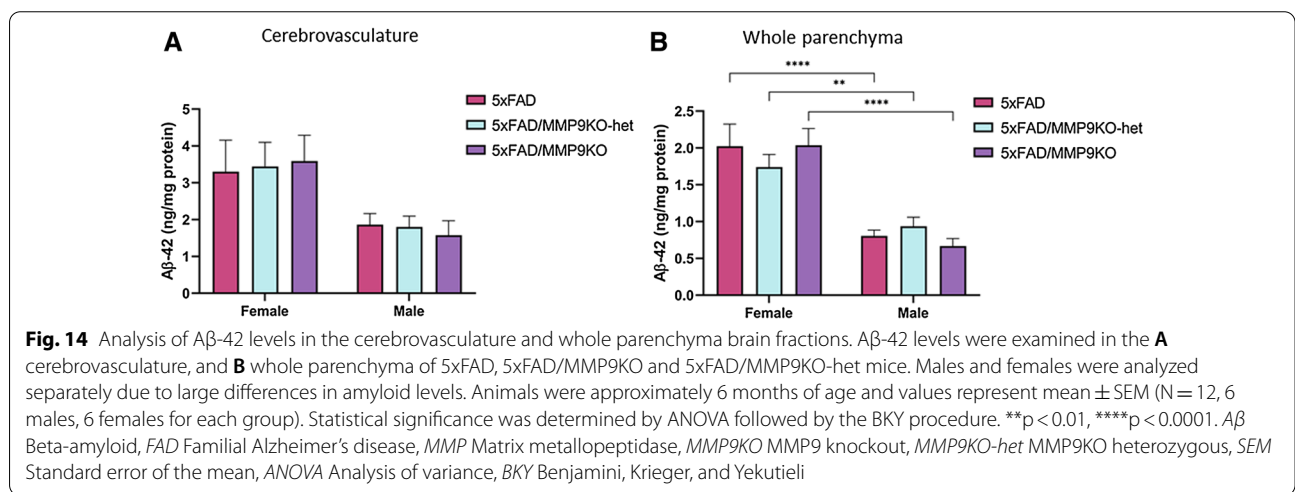 A Cerebrovasculature
Aβ-42 (ng/mg protein)
5
4
3
2
1
0
Female Male
5xFAD
5xFAD/MMP9KO-het
5xFAD/MMP9KO
B Whole parenchyma
****
**
****
Aβ-42 (ng/mg protein)
2.5
2.0
1.5
1.0
0.5
0.0
Female Male
5xFAD
5xFAD/MMP9KO-het
5xFAD/MMP9KO
Fig. 14 Analysis of Aβ-42 levels in the cerebrovasculature and whole parenchyma brain fractions. Aβ-42 levels were examined in the A
cerebrovasculature, and B whole parenchyma of 5xFAD, 5xFAD/MMP9KO and 5xFAD/MMP9KO-het mice. Males and females were analyzed
separately due to large differences in amyloid levels. Animals were approximately 6 months of age and values represent mean ± SEM (N = 12, 6
males, 6 females for each group). Statistical significance was determined by ANOVA followed by the BKY procedure. **p < 0.01, ****p < 0.0001. Aβ
Beta-amyloid, FAD Familial Alzheimer's disease, MMP Matrix metallopeptidase, MMP9KO MMP9 knockout, MMP9KO-het MMP9KO heterozygous, SEM
Standard error of the mean, ANOVA Analysis of variance, BKY Benjamini, Krieger, and Yekutieli